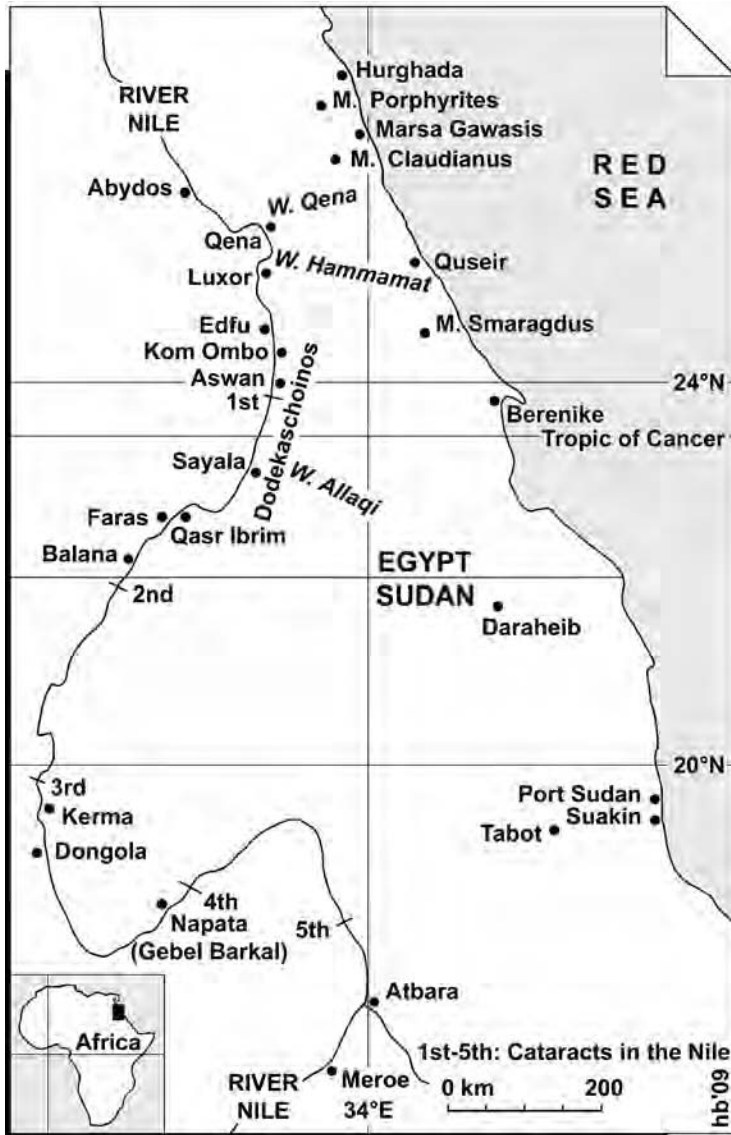 Hurghada
RIVER
NILE
M. Porphyrites
Marsa Gawasis
M. Claudianus
RED
SEA
Abydos
W. Qena
Qena
W. Hammamat
Quseir
Luxor
Edfu
M. Smaragdus
Kom Ombo
Aswan
24°N
1st
Dodekaschoinos
Berenike
Tropic of Cancer
Sayala
W. Allaqi
Faras
Qasr Ibrim
Balana
EGYPT
SUDAN
2nd
Daraheib
20°N
3rd
Port Sudan
Kerma
Suakin
Tabot
Dongola
4th
Napata
(Gebel Barkal)
5th
Atbara
Africa
1st-5th: Cataracts in the Nile
RIVER
NILE
Meroe
34°E
0 km 200
hb'09